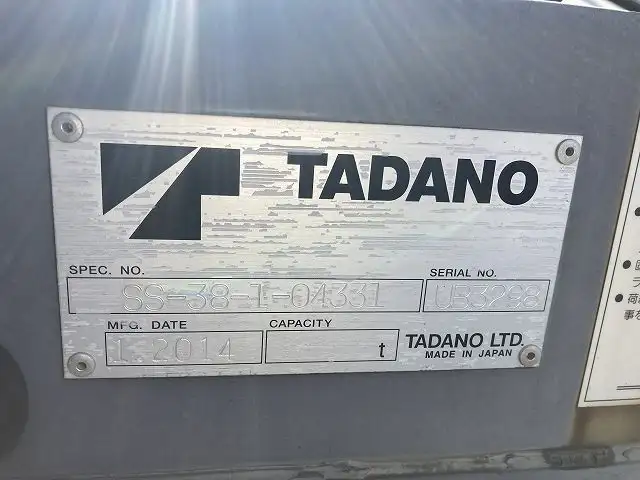 TADANO
SPEC. NO.
SERIAL NO.
SS-38-1-04331
UB3298
MFG. DATE
CAPACITY
1.2014
t
TADANO LTD.
MADE IN JAPAN